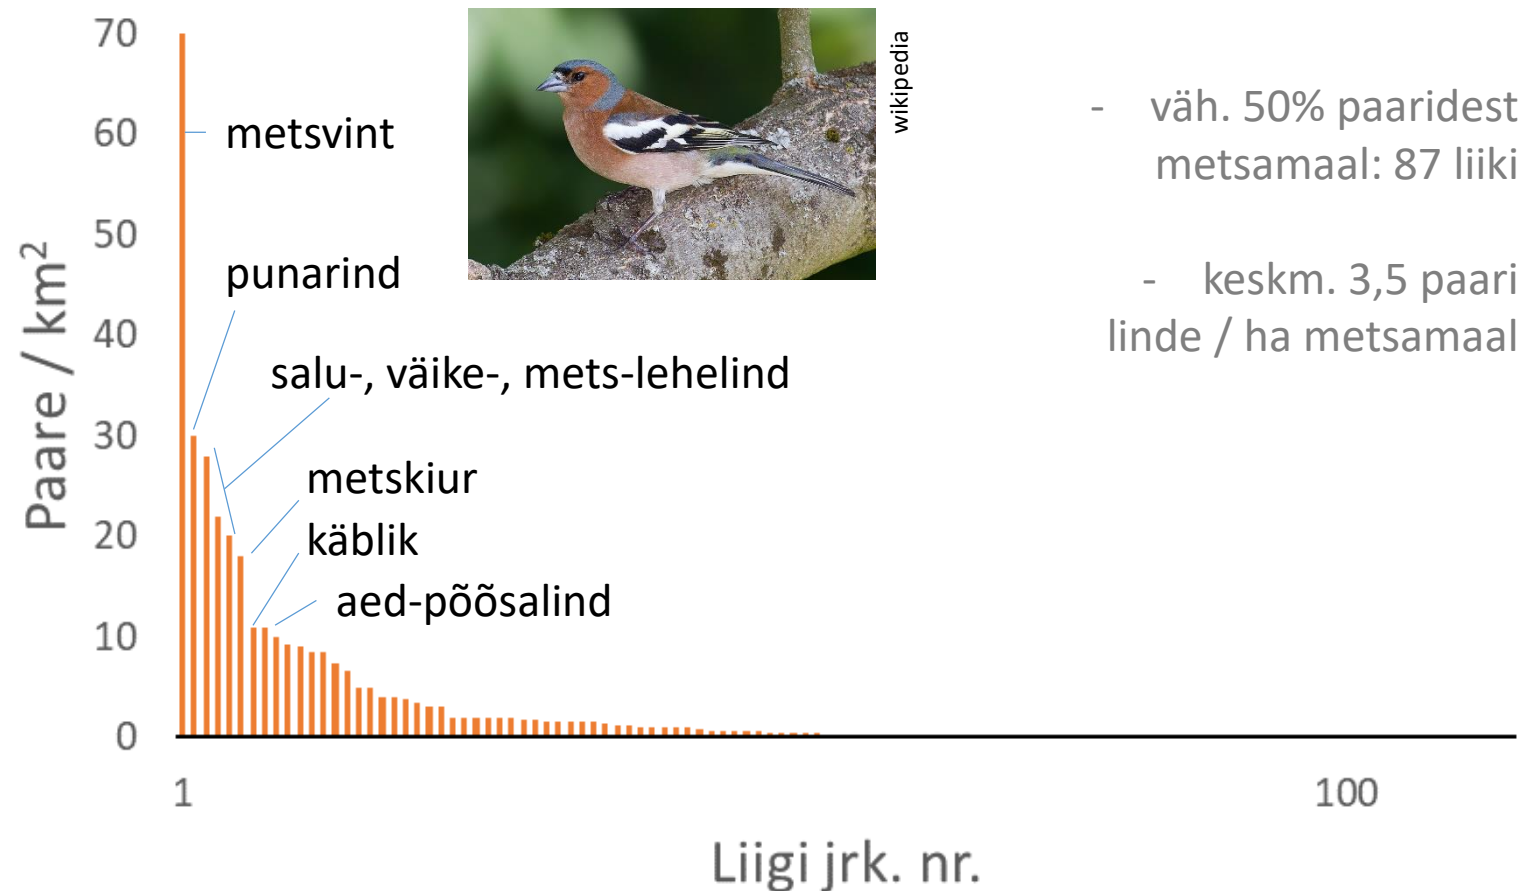 70
60
50
40
30
20
10
0
Paare / km²
metsvint
punarind
salu-, väike-, mets-lehelind
metskiur
käblik
aed-põõsalind
wikipedia
- väh. 50% paaridest
metsamaal: 87 liiki
- keskm. 3,5 paari
linde / ha metsamaal
1
100
Liigi jrk. nr.